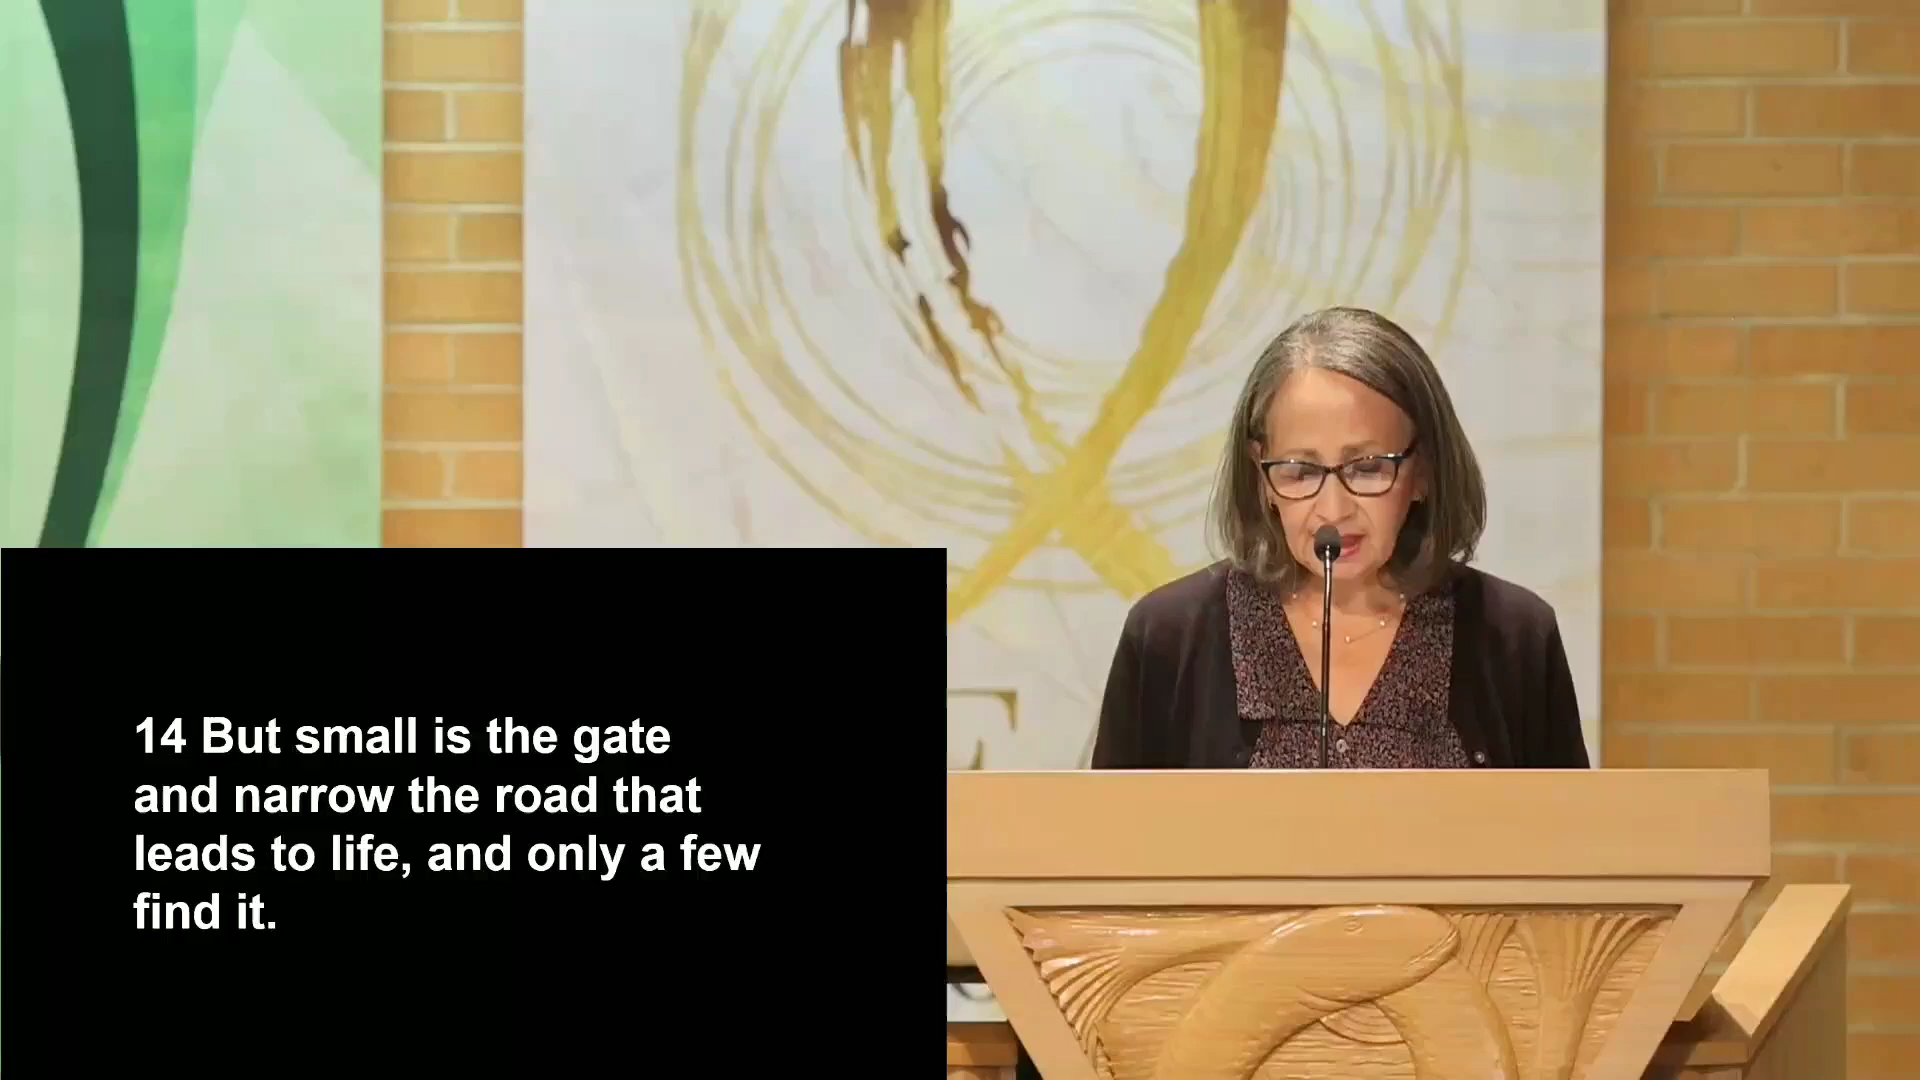 14 But small is the gate
and narrow the road that
leads to life, and only a few
find it.